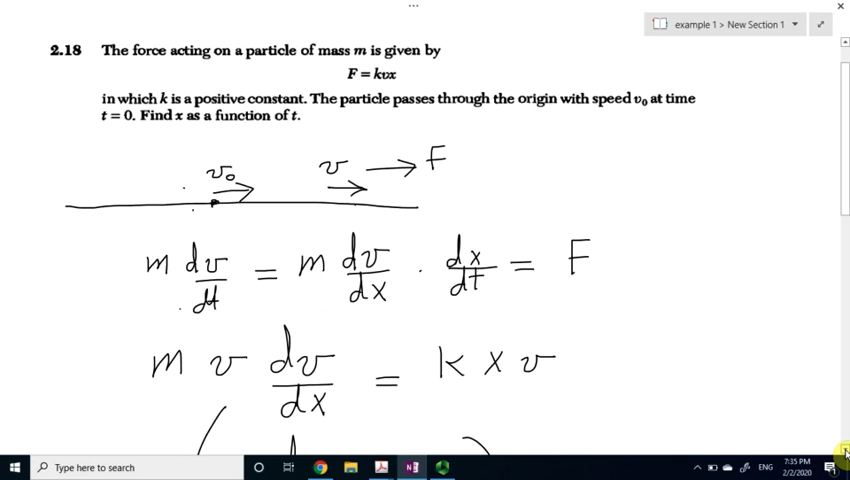 example 1 > New Section 1
2.18 The force acting on a particle of mass m is given by
F = kvx
in which k is a positive constant. The particle passes through the origin with speed v₀ at time
t = 0. Find x as a function of t.
v₀ v F
m dv/dt = m dv/dx · dx/dt = F
m v dv/dx = k x v
Type here to search
ENG
7:35 PM
2/2/2020